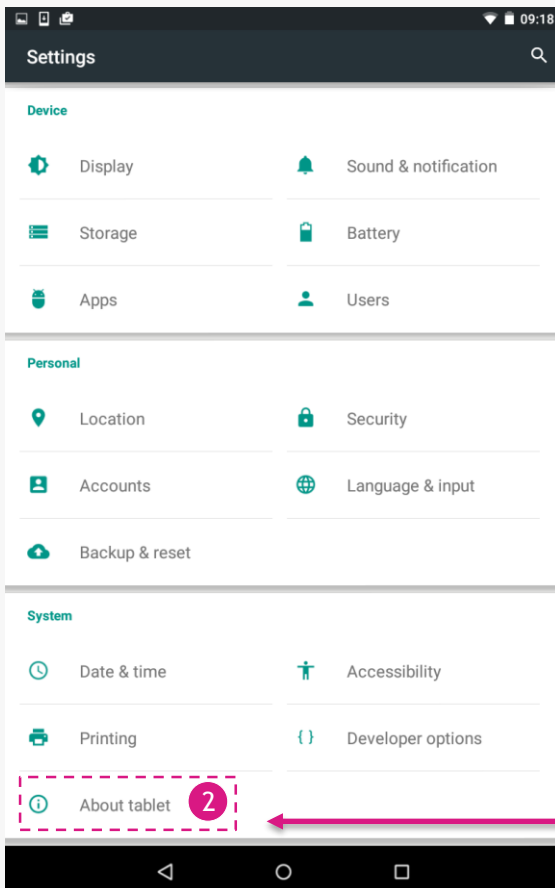 09:18
Settings
Device
Display
Sound & notification
Storage
Battery
Apps
Users
Personal
Location
Security
Accounts
Language & input
Backup & reset
System
Date & time
Accessibility
Printing
{ } Developer options
About tablet 2